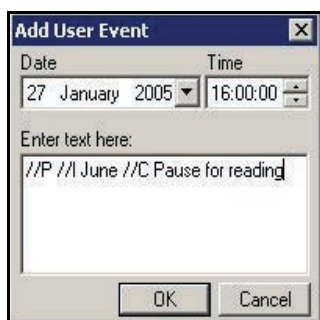 Add User Event
Date Time
27 January 2005 16:00:00
Enter text here:
//P //I June //C Pause for reading
OK Cancel